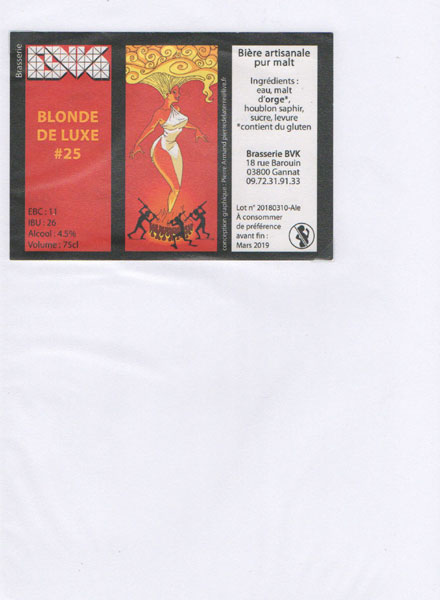 Brasserie
BVK
BLONDE
DE LUXE
#25
EBC : 11
IBU : 26
Alcool : 4.5%
Volume : 75cl
Bière artisanale
pur malt
Ingrédients :
eau, malt
d'orge*,
houblon saphir,
sucre, levure
*contient du gluten
Brasserie BVK
18 rue Barouin
03800 Gannat
09.72.31.91.33
Lot n° 20180310-Ale
À consommer
de préférence
avant fin :
Mars 2019